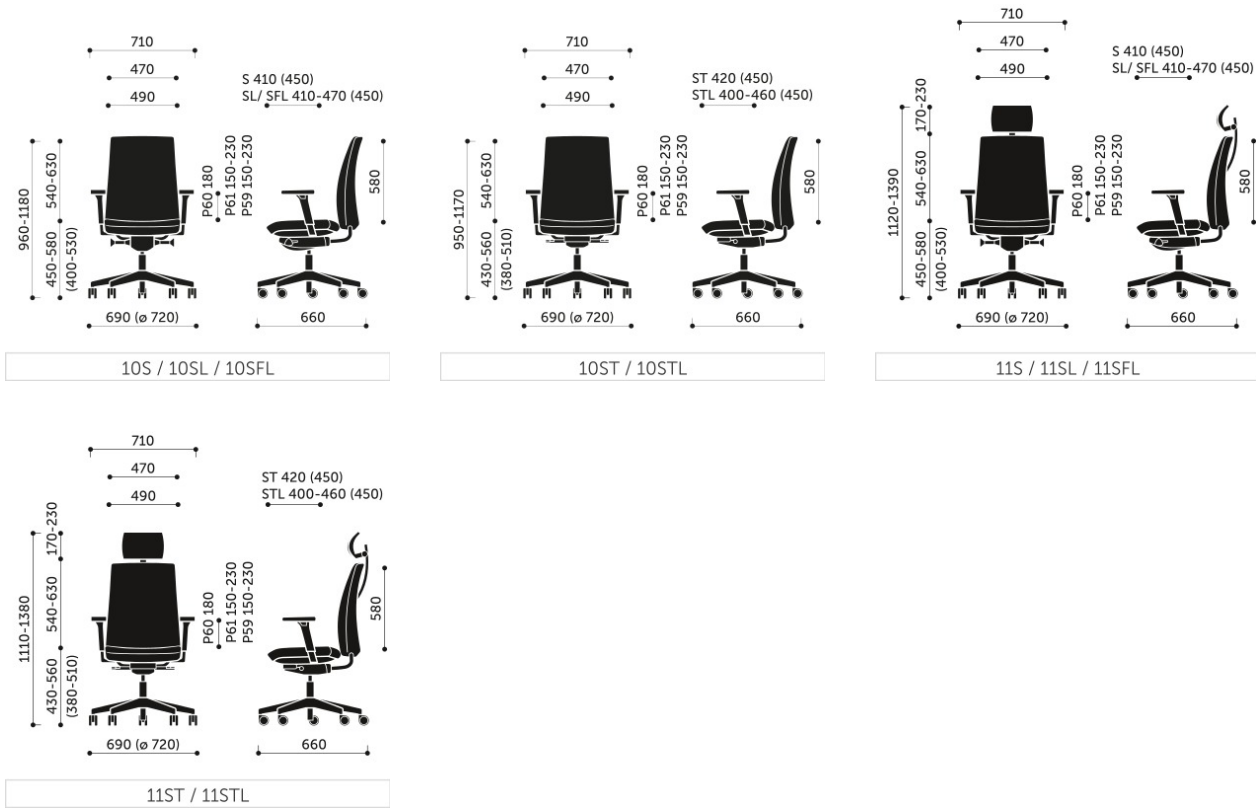 710
470
490
S 410 (450)
SL/ SFL 410-470 (450)
960-1180
540-630
450-580
(400-530)
P60 180
P61 150-230
P59 150-230
580
690 (ø 720)
660
10S / 10SL / 10SFL
710
470
490
ST 420 (450)
STL 400-460 (450)
950-1170
540-630
430-560
(380-510)
P60 180
P61 150-230
P59 150-230
580
690 (ø 720)
660
10ST / 10STL
710
470
490
S 410 (450)
SL/ SFL 410-470 (450)
1120-1390
170-230
540-630
450-580
(400-530)
P60 180
P61 150-230
P59 150-230
580
690 (ø 720)
660
11S / 11SL / 11SFL
710
470
490
ST 420 (450)
STL 400-460 (450)
1110-1380
170-230
540-630
430-560
(380-510)
P60 180
P61 150-230
P59 150-230
580
690 (ø 720)
660
11ST / 11STL